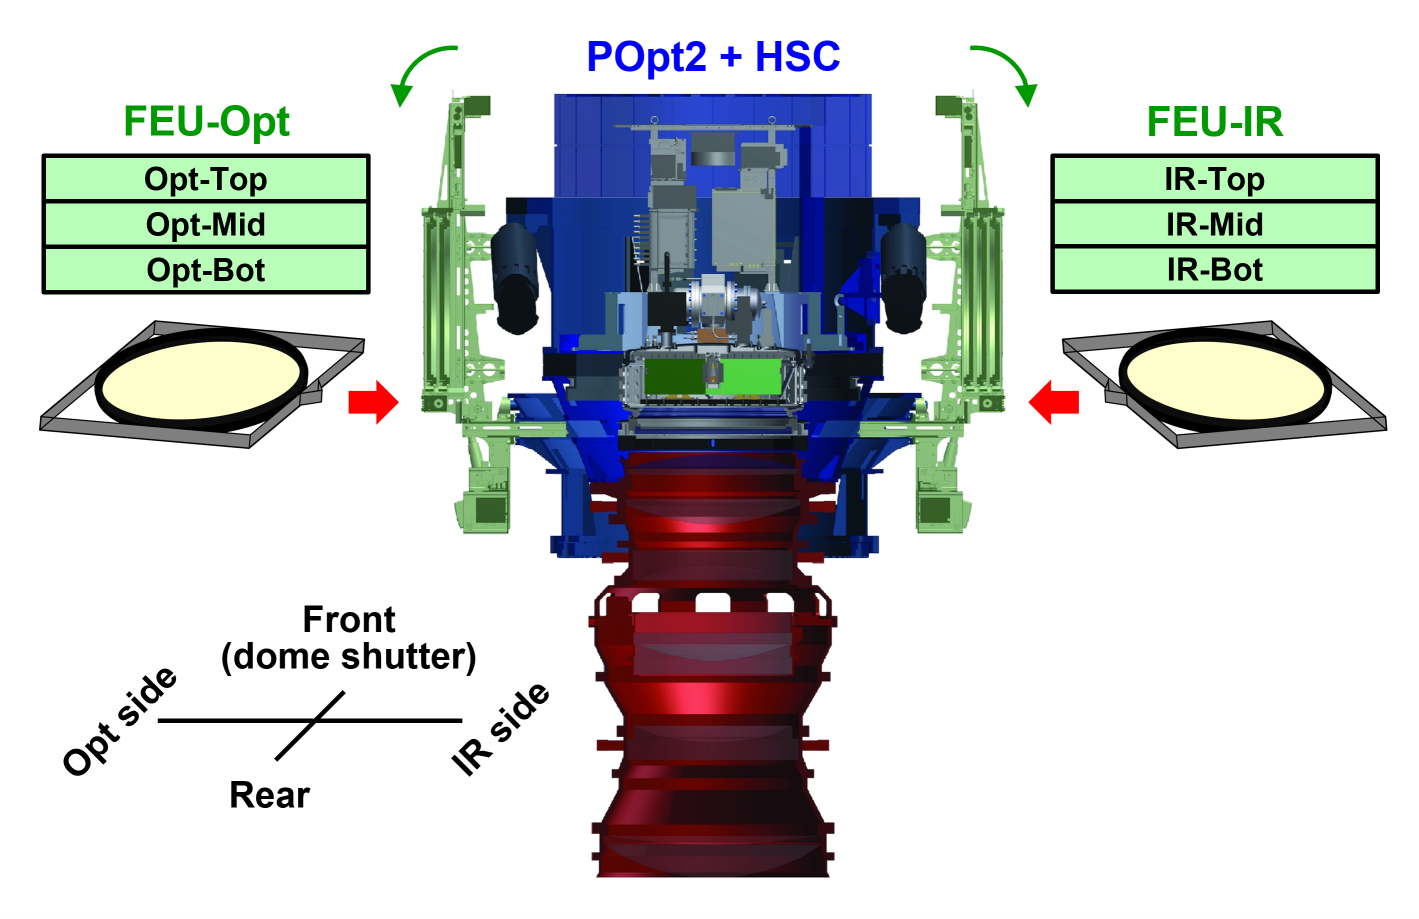 POpt2 + HSC
FEU-Opt
Opt-Top
Opt-Mid
Opt-Bot
FEU-IR
IR-Top
IR-Mid
IR-Bot
Front
(dome shutter)
Opt side
IR side
Rear